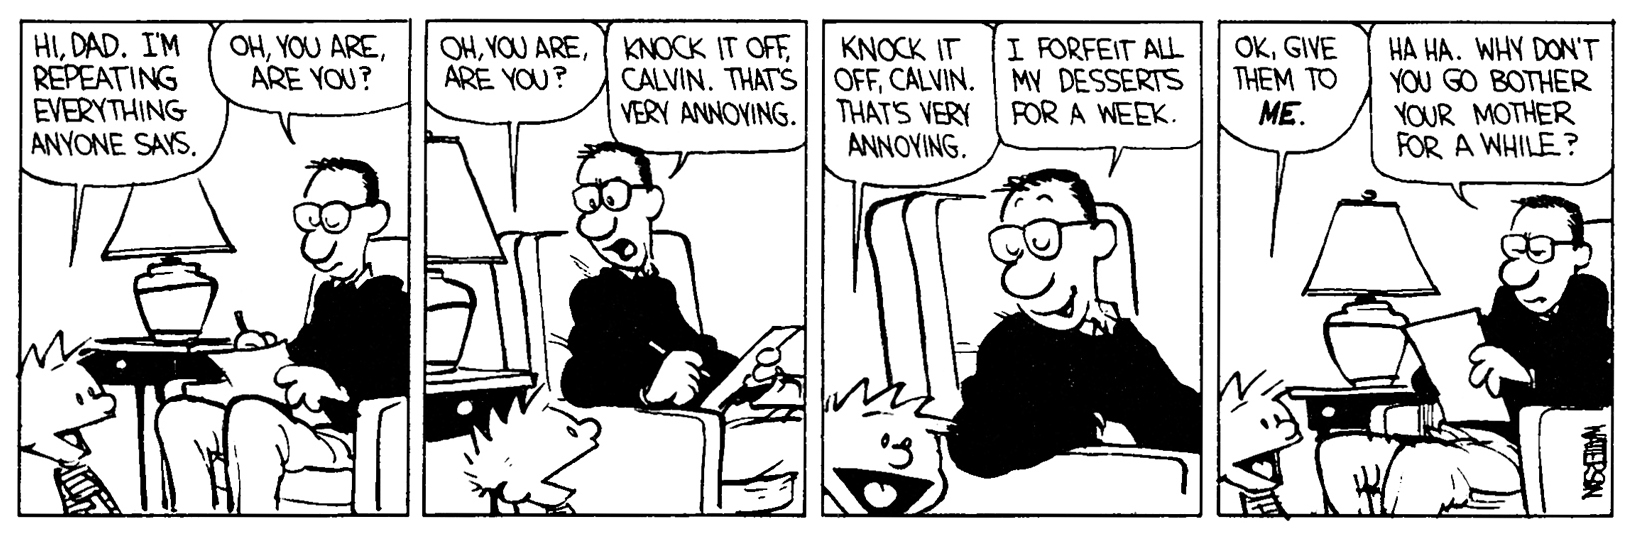 HI, DAD. I'M
REPEATING
EVERYTHING
ANYONE SAYS.
OH, YOU ARE,
ARE YOU?
OH, YOU ARE,
ARE YOU?
KNOCK IT OFF,
CALVIN. THAT'S
VERY ANNOYING.
KNOCK IT
OFF, CALVIN.
THAT'S VERY
ANNOYING.
I FORFEIT ALL
MY DESSERTS
FOR A WEEK.
OK, GIVE
THEM TO
ME.
HA HA. WHY DON'T
YOU GO BOTHER
YOUR MOTHER
FOR A WHILE?
WATTERSON